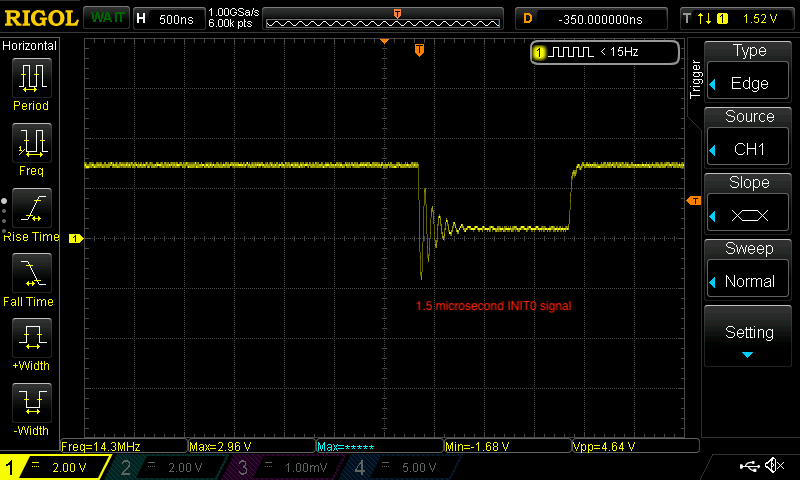 RIGOL WAIT H 500ns 1.00GSa/s 6.00k pts D -350.000000ns T 1 1.52 V
Horizontal
Period
Freq
Rise Time
Fall Time
+Width
-Width
T
T
1 < 15Hz
1
T
1.5 microsecond INIT0 signal
Trigger
Type
Edge
Source
CH1
Slope
Sweep
Normal
Setting
Freq=14.3MHz Max=2.96 V Max=***** Min=-1.68 V Vpp=4.64 V
1 2.00 V 2 2.00 V 3 1.00mV 4 5.00 V